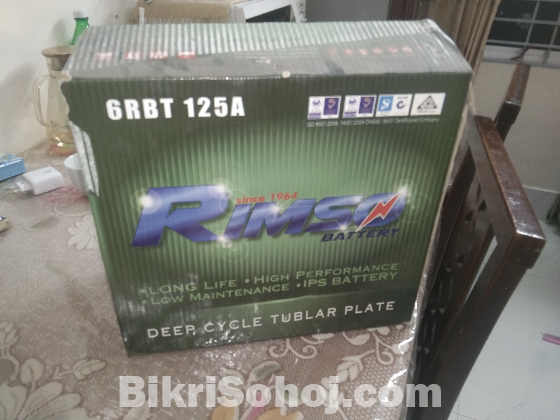 6RBT 125A
since 1964
RIMSO
BATTERY
LONG LIFE • HIGH PERFORMANCE
• LOW MAINTENANCE • IPS BATTERY
DEEP CYCLE TUBLAR PLATE
BikriSohoj.com